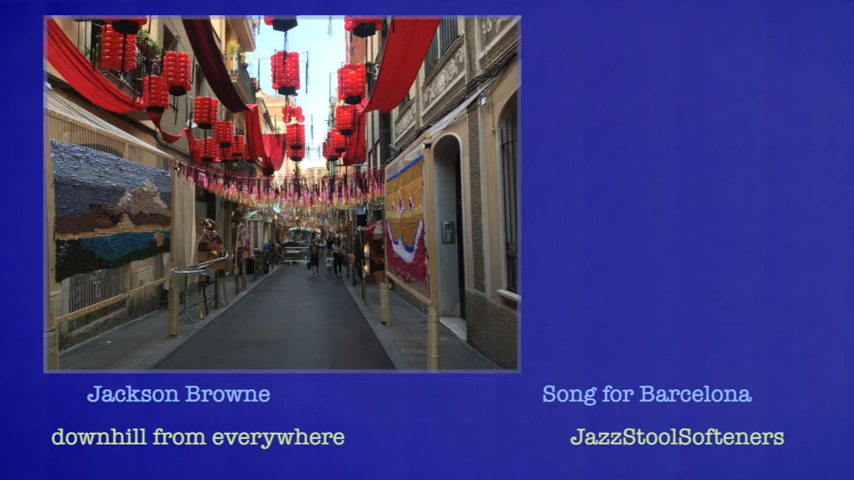 Jackson Browne
Song for Barcelona
downhill from everywhere
JazzStoolSofteners